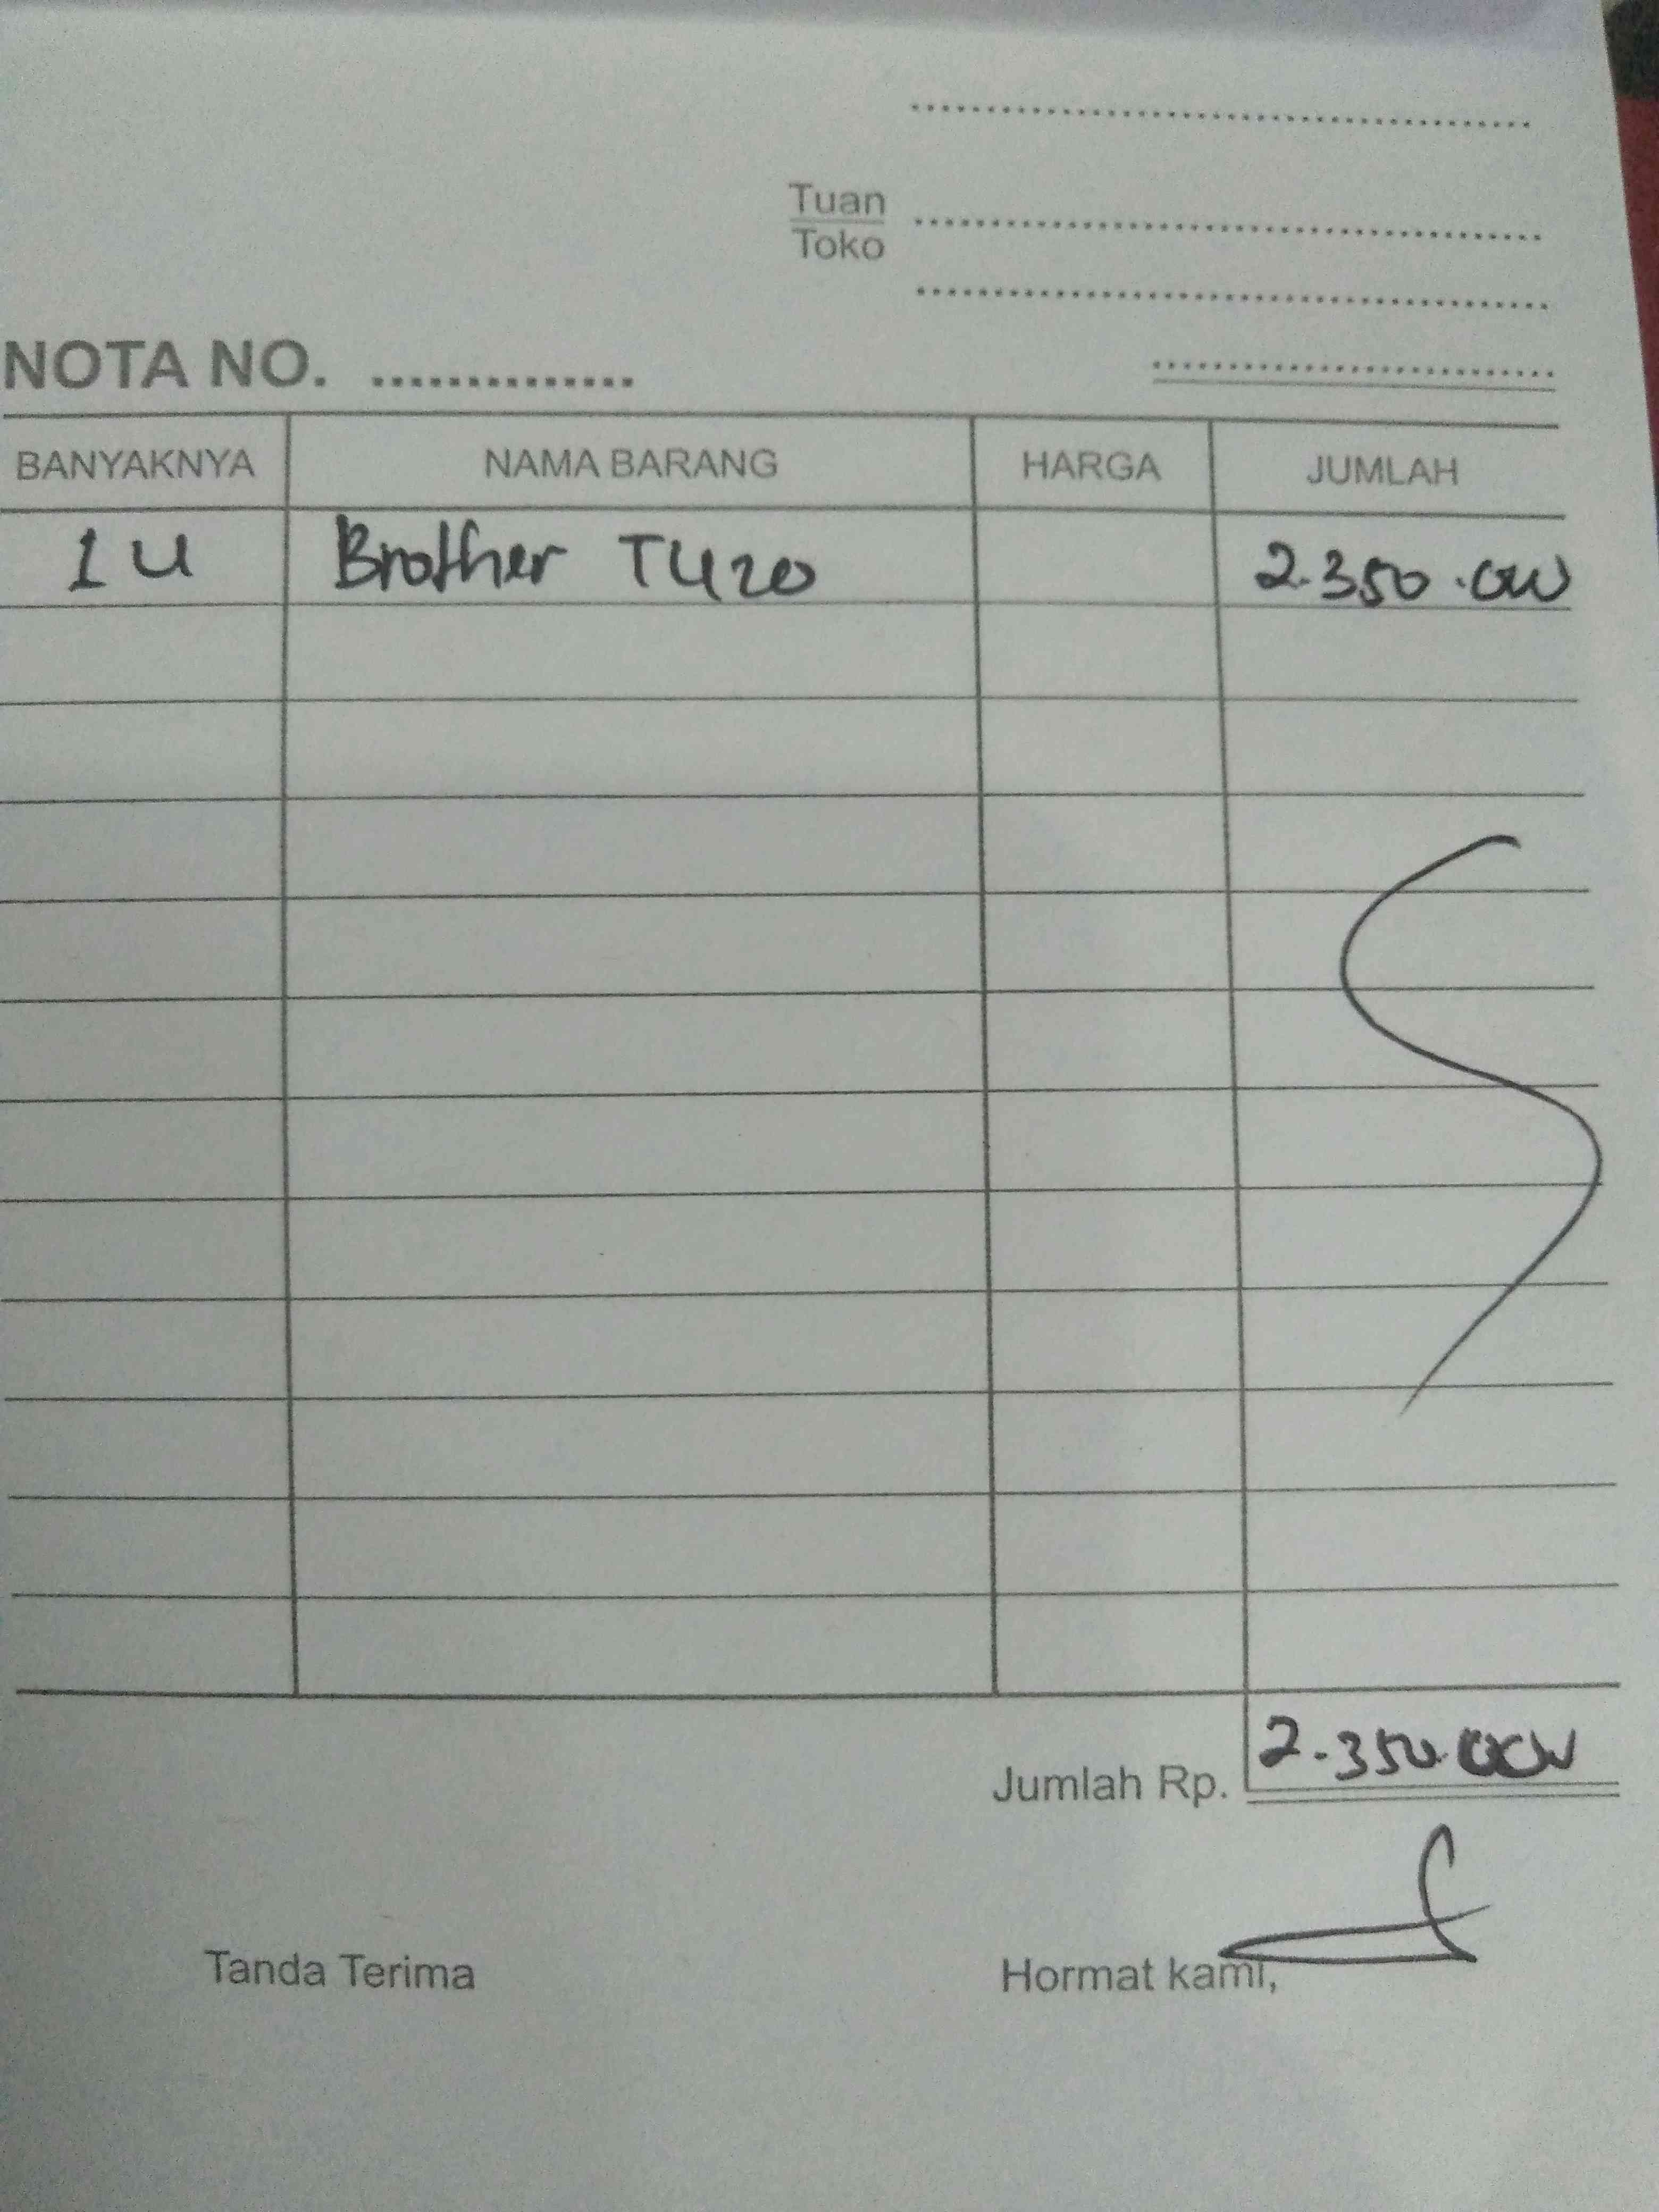 Tuan
Toko
NOTA NO. ..............
BANYAKNYA NAMA BARANG HARGA JUMLAH
1 U Brother T420 2.350.000
Jumlah Rp. 2.350.000
Tanda Terima Hormat kami,